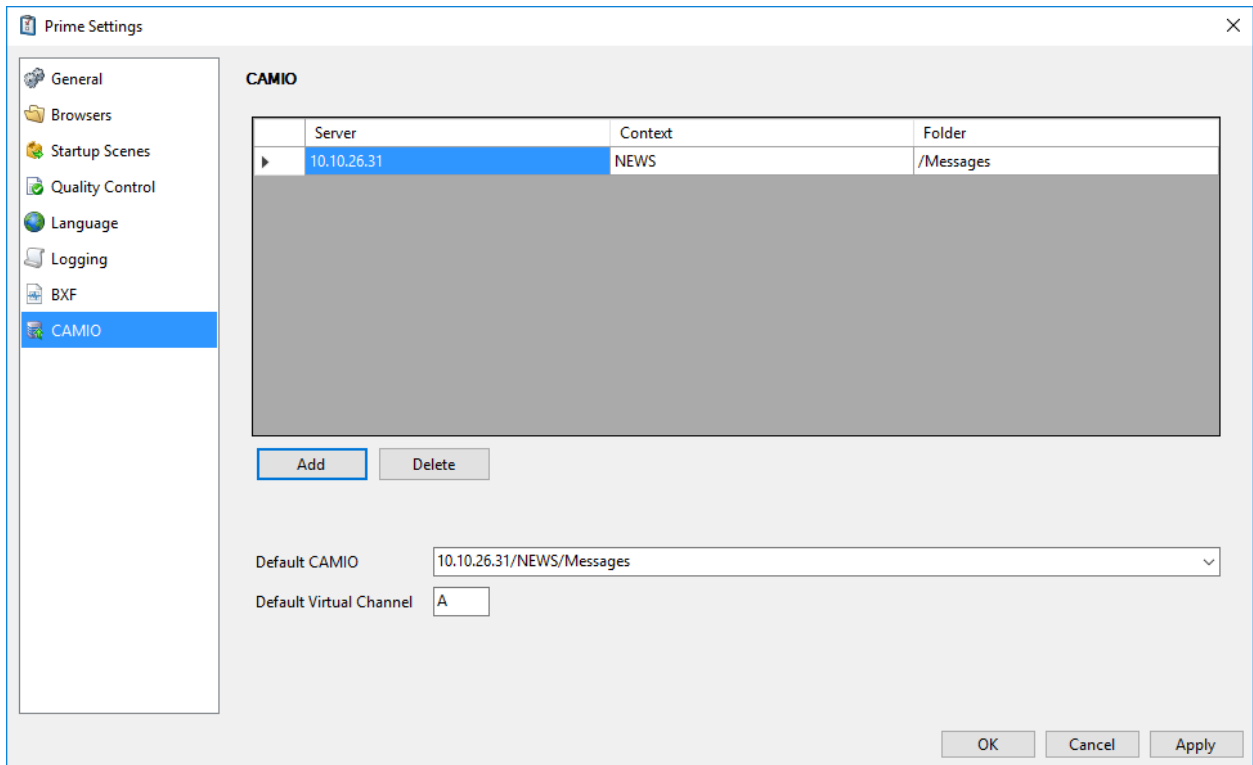 Prime Settings
General
Browsers
Startup Scenes
Quality Control
Language
Logging
BXF
CAMIO
CAMIO
Server Context Folder
10.10.26.31 NEWS /Messages
Add Delete
Default CAMIO 10.10.26.31/NEWS/Messages
Default Virtual Channel A
OK Cancel Apply